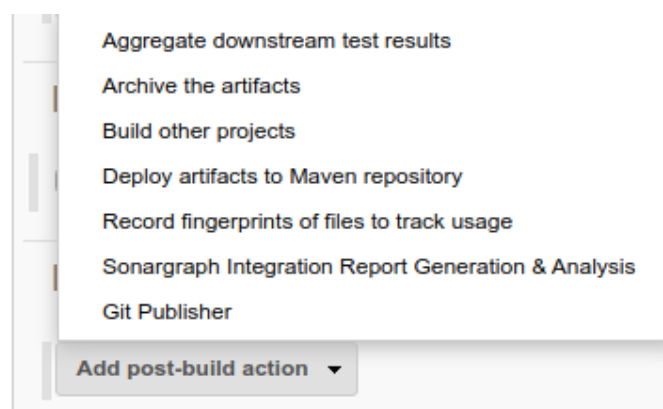 Aggregate downstream test results
Archive the artifacts
Build other projects
Deploy artifacts to Maven repository
Record fingerprints of files to track usage
Sonargraph Integration Report Generation & Analysis
Git Publisher
Add post-build action